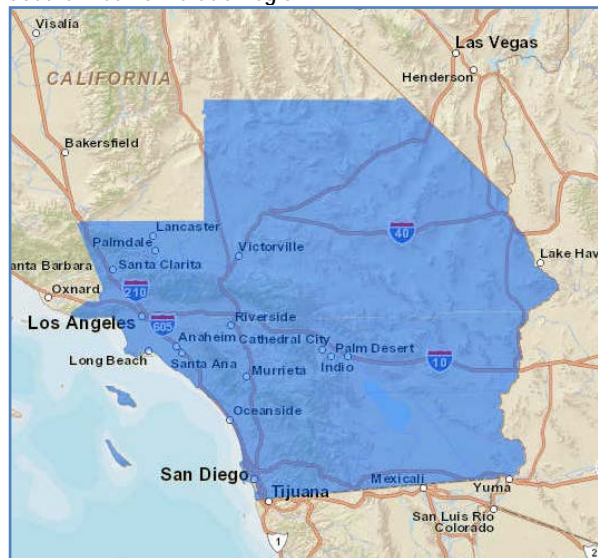 Visalia
Las Vegas
CALIFORNIA
Henderson
Bakersfield
Lancaster
Palmdale
40
Victorville
Lake Hav
anta Barbara
Santa Clarita
Oxnard
210
Los Angeles
605
Riverside
Anaheim
Cathedral City
Palm Desert
Long Beach
Santa Ana
Indio
10
Murrieta
Oceanside
San Diego
Mexicali
Yuma
Tijuana
San Luis Río
Colorado
1
2